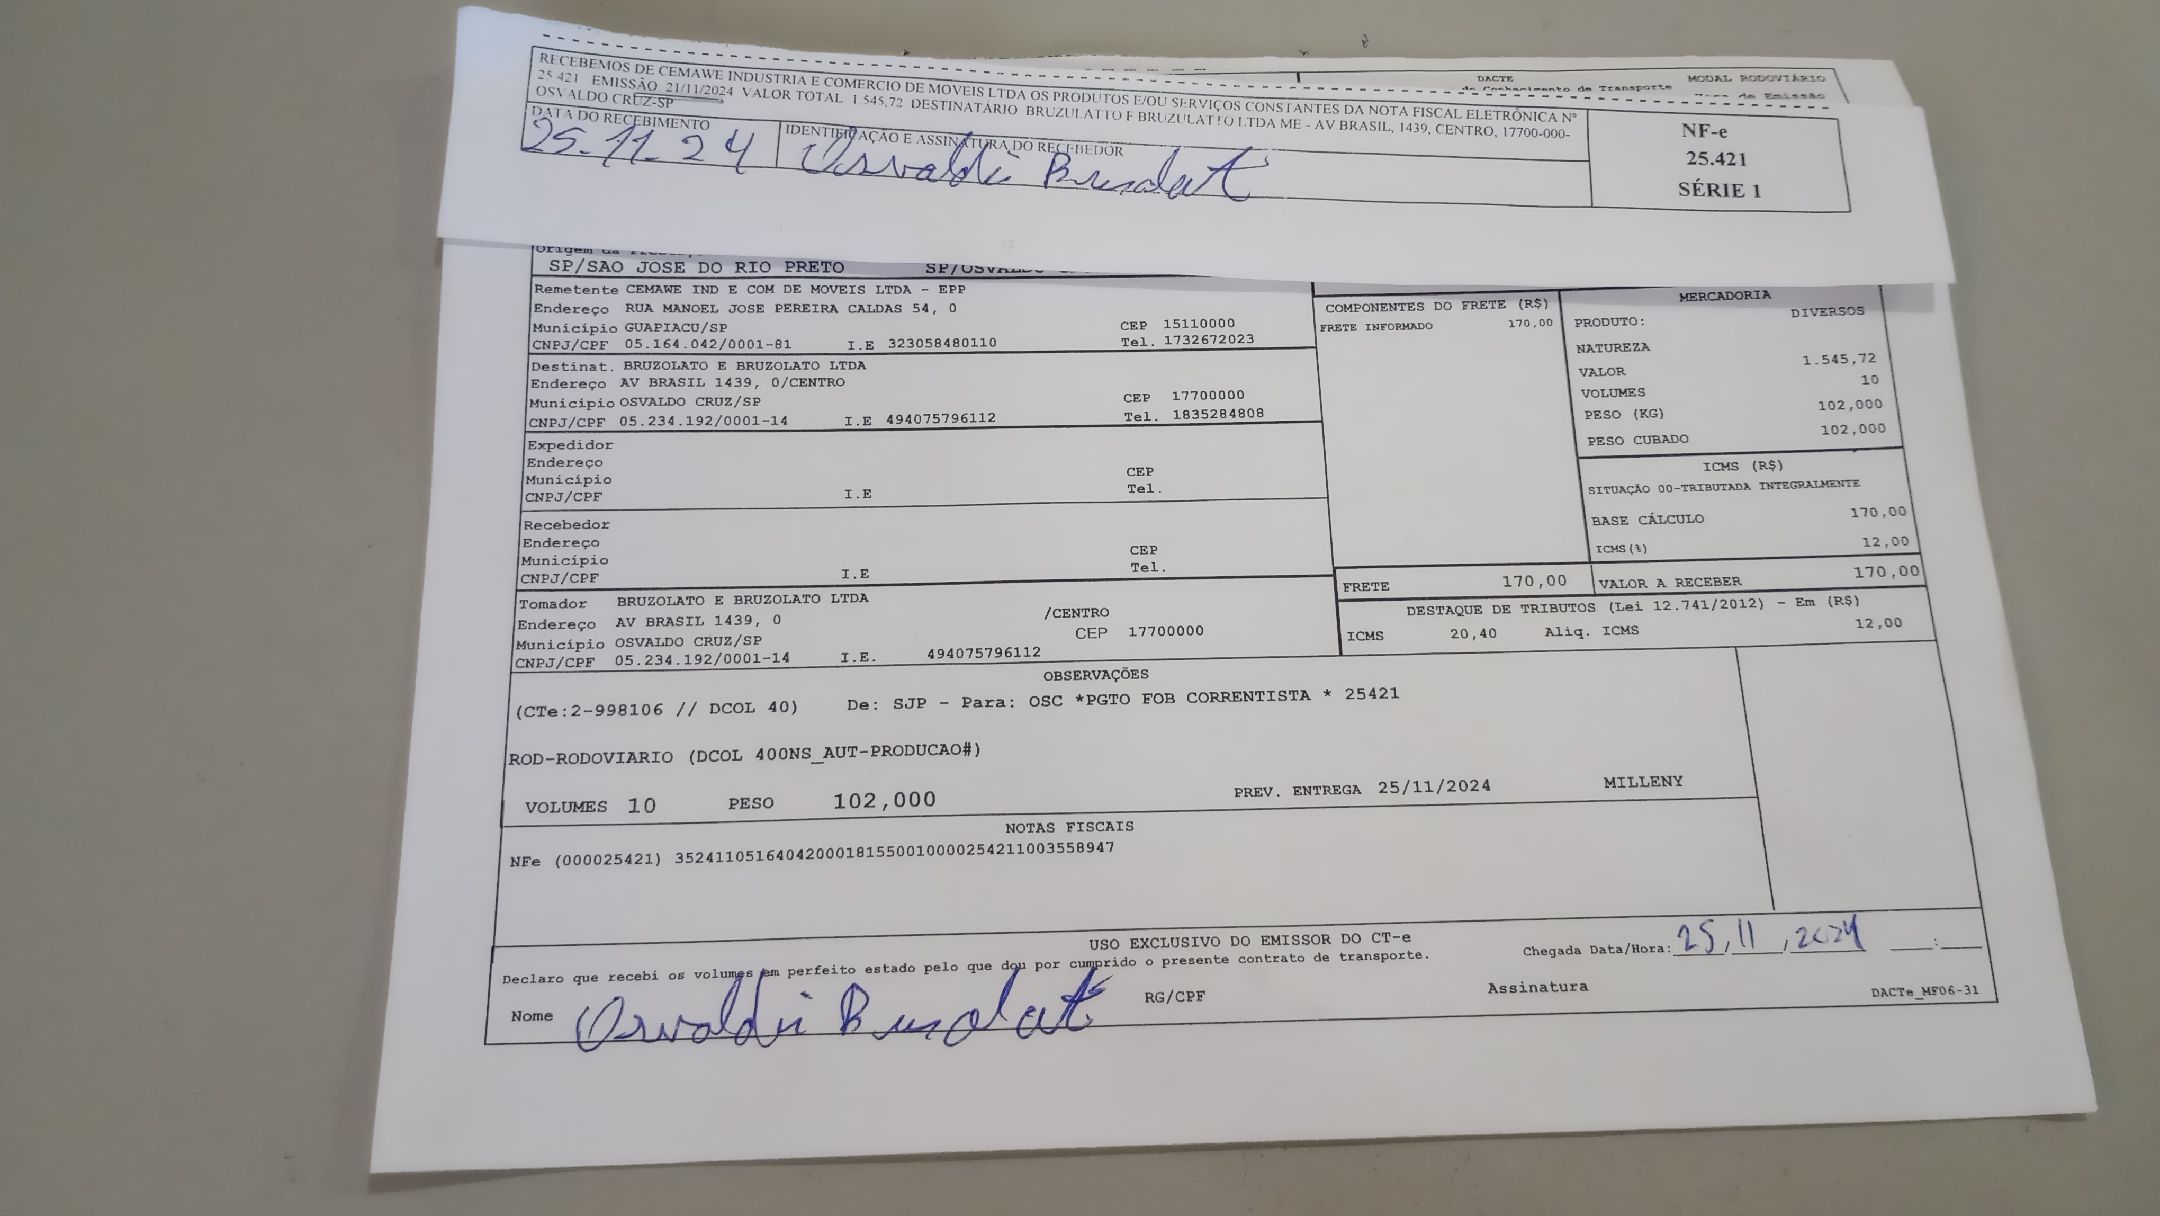 RECEBEMOS DE CEMAWE INDUSTRIA E COMERCIO DE MOVEIS LTDA OS PRODUTOS E/OU SERVIÇOS CONSTANTES DA NOTA FISCAL ELETRÔNICA Nº
25.421 EMISSÃO 21/11/2024 VALOR TOTAL 1.545,72 DESTINATÁRIO BRUZULATTO E BRUZULATTO LTDA ME - AV BRASIL, 1439, CENTRO, 17700-000-
OSVALDO CRUZ-SP
DATA DO RECEBIMENTO IDENTIFICAÇÃO E ASSINATURA DO RECEBEDOR
25.11.24
NF-e
25.421
SÉRIE 1
DACTE MODAL RODOVIÁRIO
de Conhecimento de Transporte
SP/SAO JOSE DO RIO PRETO
Remetente CEMAWE IND E COM DE MOVEIS LTDA - EPP
Endereço RUA MANOEL JOSE PEREIRA CALDAS 54, 0
Município GUAPIACU/SP CEP 15110000
CNPJ/CPF 05.164.042/0001-81 I.E 323058480110 Tel. 1732672023
Destinat. BRUZOLATO E BRUZOLATO LTDA
Endereço AV BRASIL 1439, 0/CENTRO
Município OSVALDO CRUZ/SP CEP 17700000
CNPJ/CPF 05.234.192/0001-14 I.E 494075796112 Tel. 1835284808
Expedidor
Endereço
Município CEP
CNPJ/CPF I.E Tel.
Recebedor
Endereço
Município CEP
CNPJ/CPF I.E Tel.
Tomador BRUZOLATO E BRUZOLATO LTDA
Endereço AV BRASIL 1439, 0 /CENTRO
Município OSVALDO CRUZ/SP CEP 17700000
CNPJ/CPF 05.234.192/0001-14 I.E. 494075796112
COMPONENTES DO FRETE (R$)
FRETE INFORMADO 170,00
MERCADORIA
PRODUTO: DIVERSOS
NATUREZA
VALOR 1.545,72
VOLUMES 10
PESO (KG) 102,000
PESO CUBADO 102,000
ICMS (R$)
SITUAÇÃO 00-TRIBUTADA INTEGRALMENTE
BASE CÁLCULO 170,00
ICMS(%) 12,00
FRETE 170,00 VALOR A RECEBER 170,00
DESTAQUE DE TRIBUTOS (Lei 12.741/2012) - Em (R$)
ICMS 20,40 Aliq. ICMS 12,00
OBSERVAÇÕES
(CTe:2-998106 // DCOL 40) De: SJP - Para: OSC *PGTO FOB CORRENTISTA * 25421
ROD-RODOVIARIO (DCOL 400NS_AUT-PRODUCAO#)
VOLUMES 10 PESO 102,000 PREV. ENTREGA 25/11/2024 MILLENY
NOTAS FISCAIS
NFe (000025421) 35241105164042000181550010000254211003558947
USO EXCLUSIVO DO EMISSOR DO CT-e
Declaro que recebi os volumes em perfeito estado pelo que dou por cumprido o presente contrato de transporte.
Chegada Data/Hora: 25,11,2024 :
Nome RG/CPF Assinatura
DACTe_MF06-31